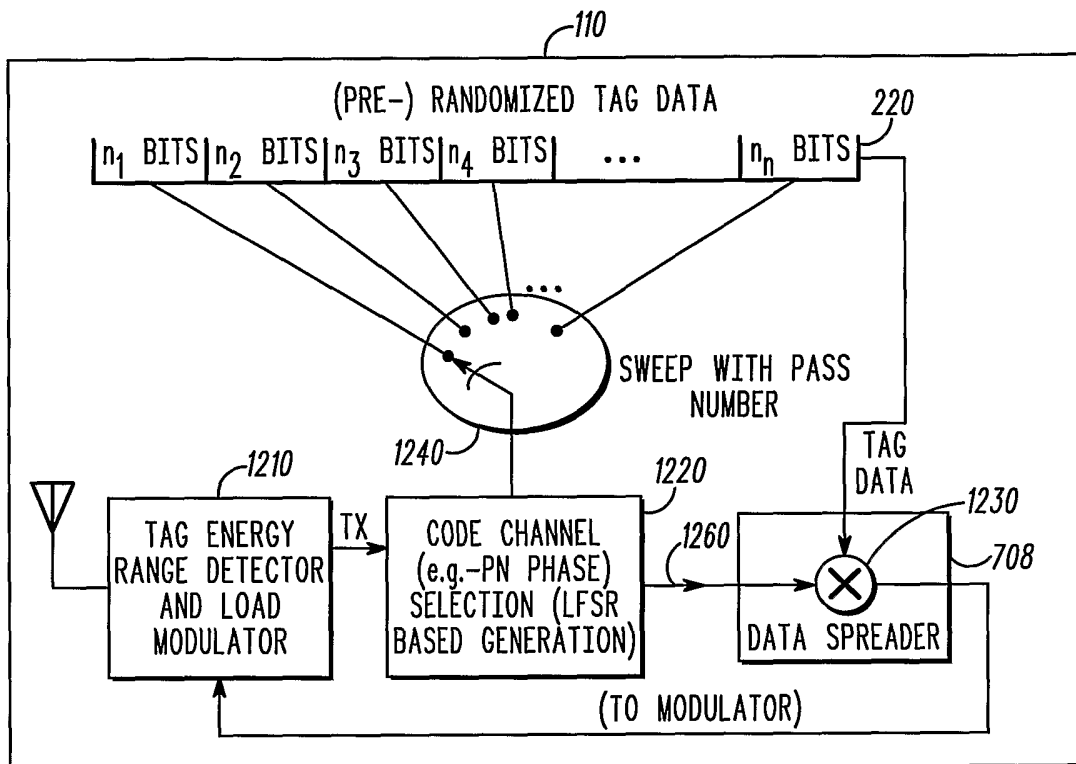 110
(PRE-) RANDOMIZED TAG DATA
220
n1 BITS n2 BITS n3 BITS n4 BITS ... nn BITS
...
SWEEP WITH PASS
NUMBER
1240
TAG
DATA
1210
1220
1230
TAG ENERGY
RANGE DETECTOR
AND LOAD
MODULATOR
TX
CODE CHANNEL
(e.g.-PN PHASE)
SELECTION (LFSR
BASED GENERATION)
1260
708
DATA SPREADER
(TO MODULATOR)